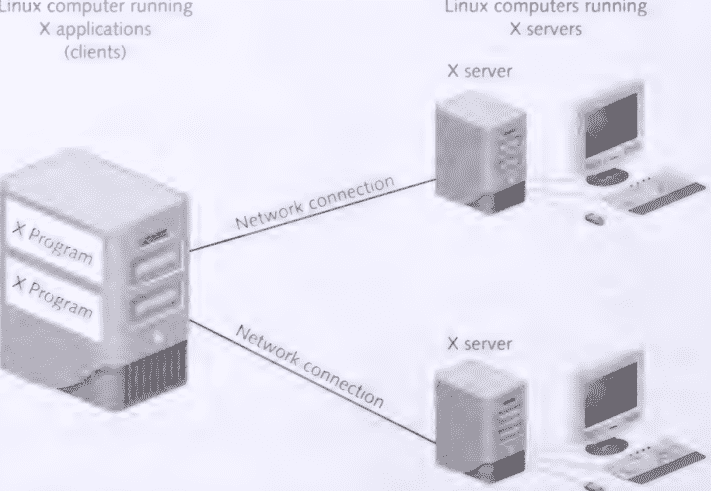 Linux computer running
X applications
(clients)
Linux computers running
X servers
X server
Network connection
X Program
X Program
Network connection
X server